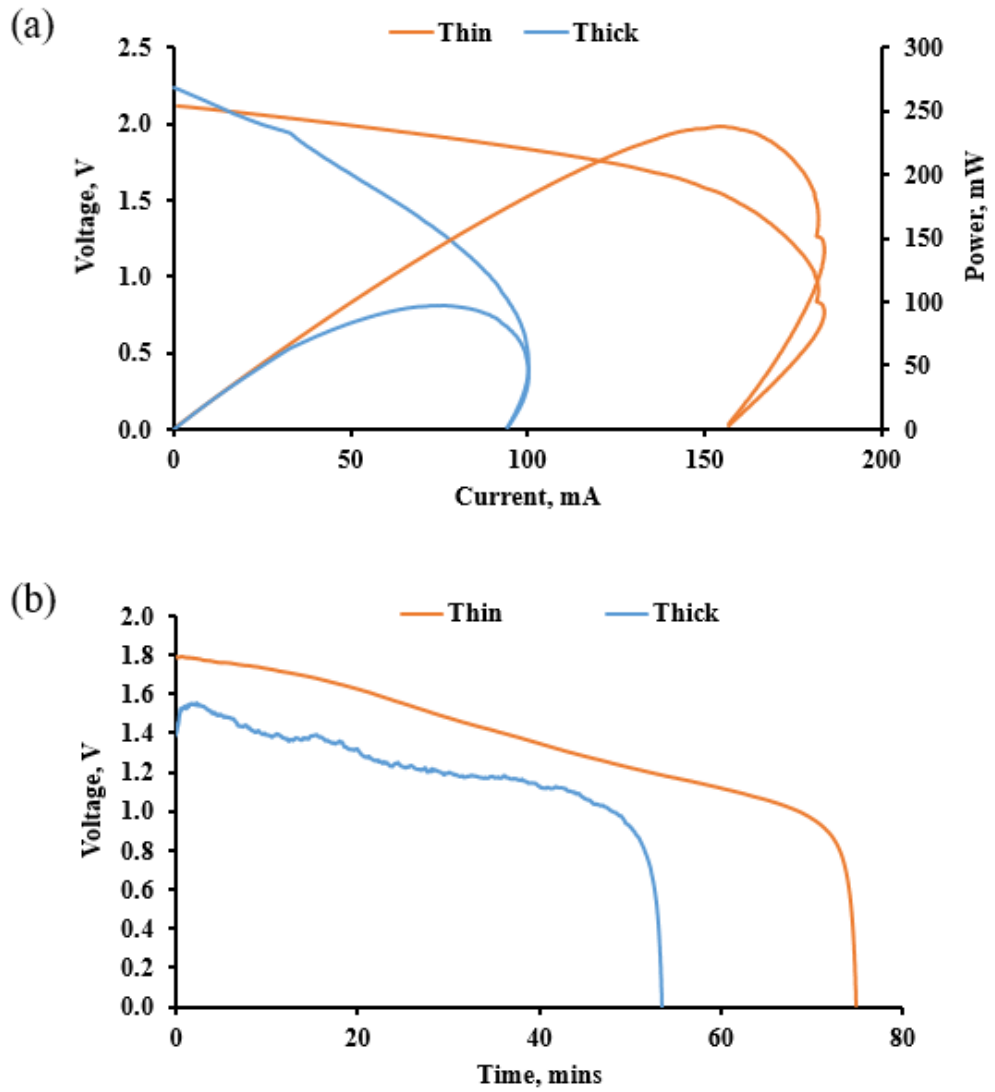 (a)
Thin Thick
2.5
2.0
1.5
1.0
0.5
0.0
Voltage, V
300
250
200
150
100
50
0
Power, mW
0 50 100 150 200
Current, mA
(b)
Thin Thick
2.0
1.8
1.6
1.4
1.2
1.0
0.8
0.6
0.4
0.2
0.0
Voltage, V
0 20 40 60 80
Time, mins